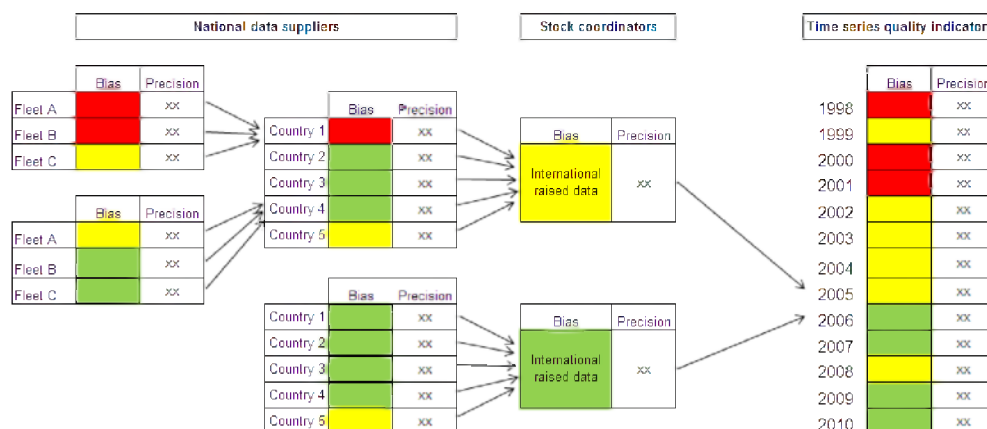 National data suppliers
Stock coordinators
Time series quality indicator
Bias Precision
Fleet A xx
Fleet B xx
Fleet C xx
Bias Precision
Fleet A xx
Fleet B xx
Fleet C xx
Bias Precision
Country 1 xx
Country 2 xx
Country 3 xx
Country 4 xx
Country 5 xx
Bias Precision
Country 1 xx
Country 2 xx
Country 3 xx
Country 4 xx
Country 5 xx
Bias Precision
International
raised data xx
Bias Precision
International
raised data xx
Bias Precision
1998 xx
1999 xx
2000 xx
2001 xx
2002 xx
2003 xx
2004 xx
2005 xx
2006 xx
2007 xx
2008 xx
2009 xx
2010 xx